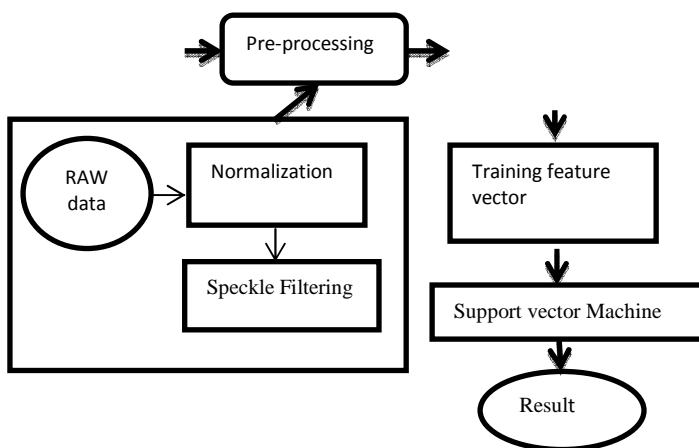 Pre-processing
RAW
data
Normalization
Speckle Filtering
Training feature
vector
Support vector Machine
Result